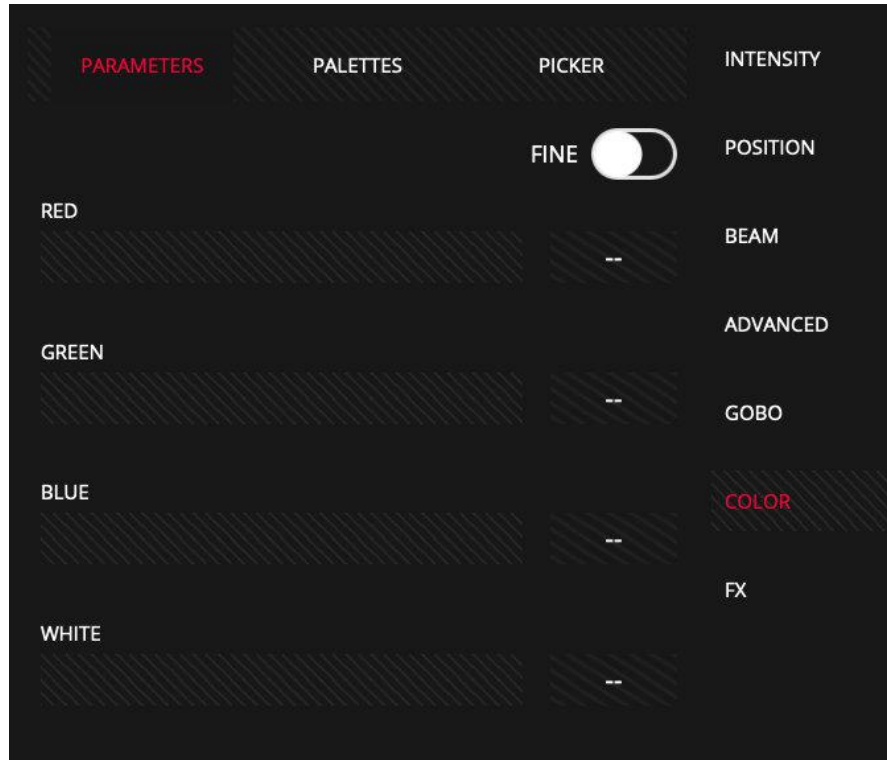 PARAMETERS PALETTES PICKER
FINE
RED
--
GREEN
--
BLUE
--
WHITE
--
INTENSITY
POSITION
BEAM
ADVANCED
GOBO
COLOR
FX